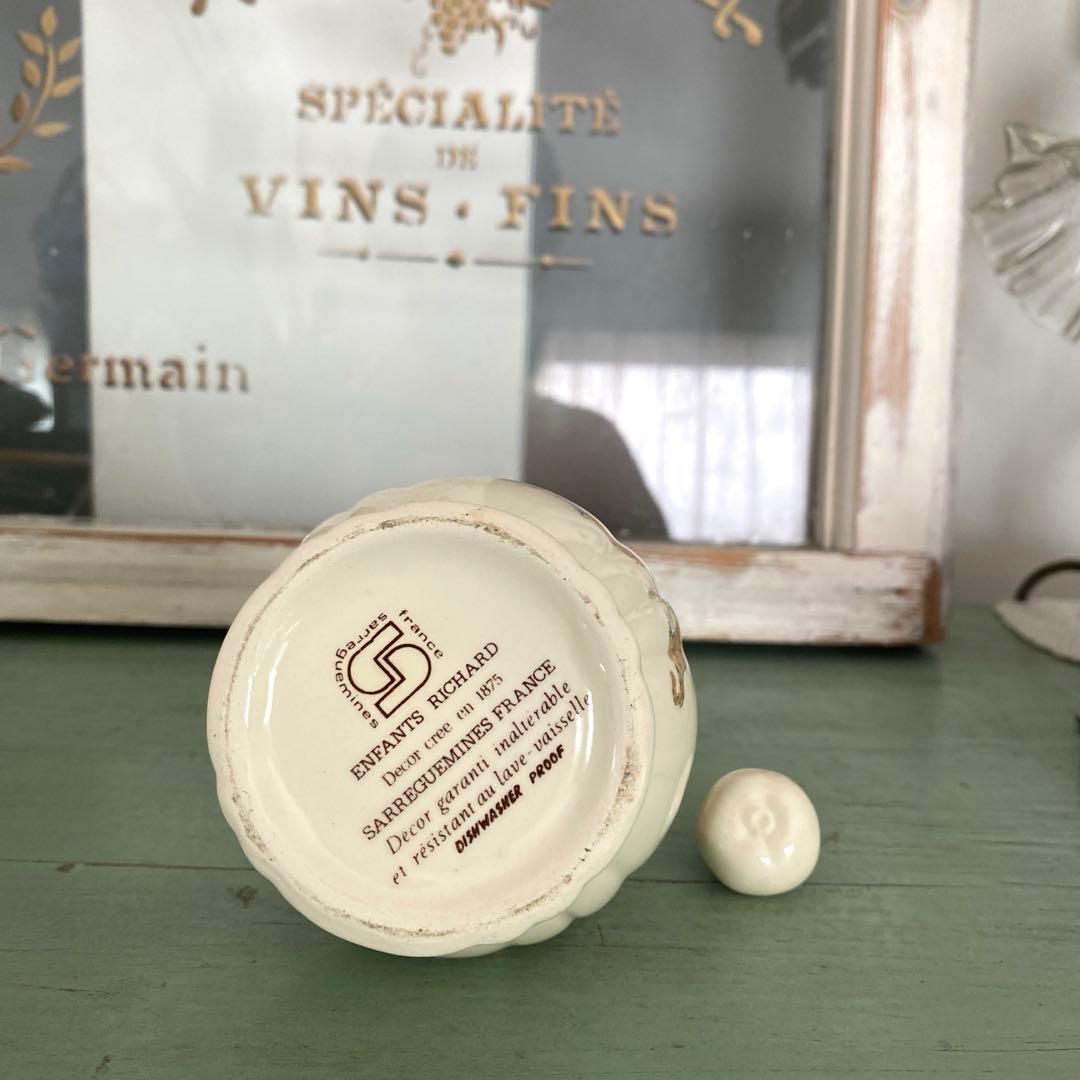 SPÉCIALITÉ
DE
VINS · FINS
Germain
france
sarreguemines
ENFANTS RICHARD
Decor cree en 1875
SARREGUEMINES FRANCE
Decor garanti inaltérable
et résistant au lave-vaisselle
DISHWASHER PROOF